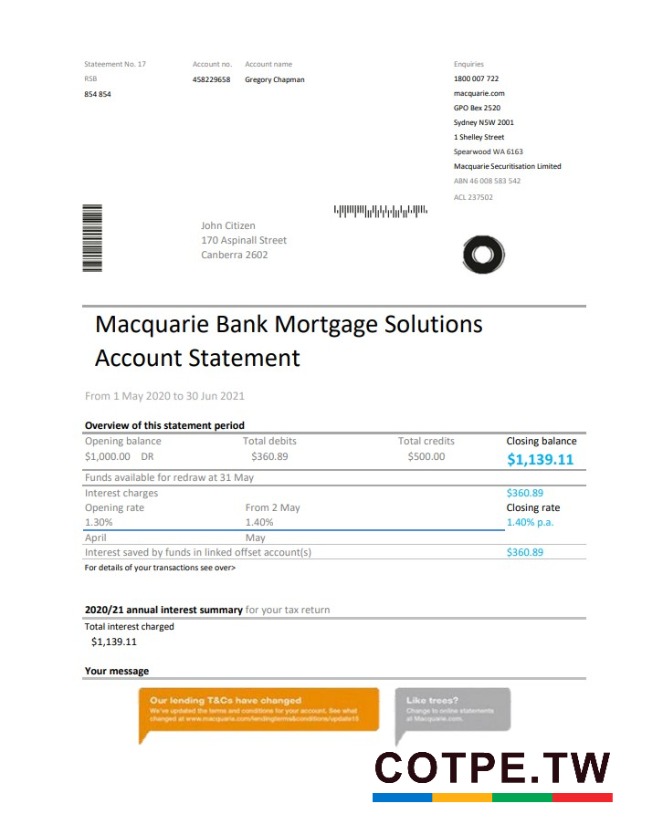 Stateement No. 17 Account no. Account name Enquiries
RSB 458229658 Gregory Chapman 1800 007 722
854 854 macquarie.com
GPO Bex 2520
Sydney NSW 2001
1 Shelley Street
Spearwood WA 6163
Macquarie Securitisation Limited
ABN 46 008 583 542
ACL 237502
John Citizen
170 Aspinall Street
Canberra 2602
Macquarie Bank Mortgage Solutions
Account Statement
From 1 May 2020 to 30 Jun 2021
Overview of this statement period
Opening balance Total debits Total credits Closing balance
$1,000.00 DR $360.89 $500.00 $1,139.11
Funds available for redraw at 31 May
Interest charges $360.89
Opening rate From 2 May Closing rate
1.30% 1.40% 1.40% p.a.
April May
Interest saved by funds in linked offset account(s) $360.89
For details of your transactions see over>
2020/21 annual interest summary for your tax return
Total interest charged
$1,139.11
Your message
Our lending T&Cs have changed
We've updated the terms and conditions for your account. See what
changed at www.macquarie.com/lendingterms&conditions/update15
Like trees?
Change to online statements
at Macquarie.com.
COTPE.TW